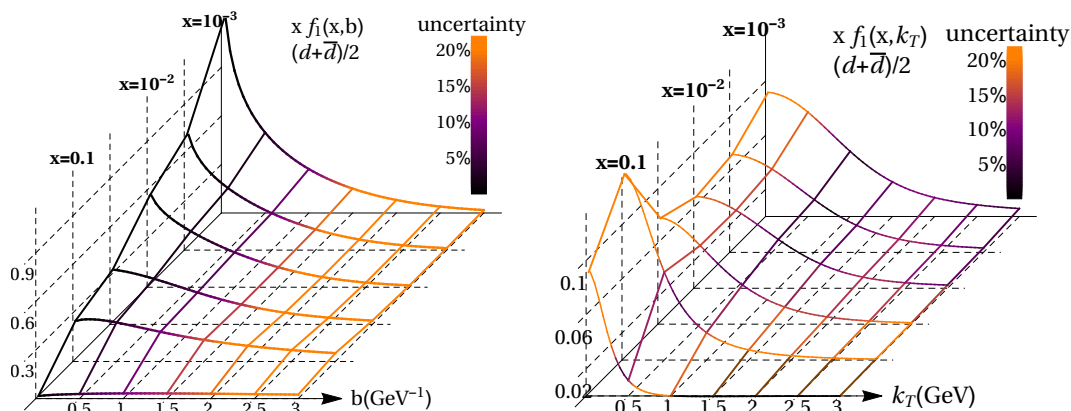 x=10⁻³
x f₁(x,b)
(d+d̅)/2
uncertainty
20%
15%
10%
5%
x=10⁻²
x=0.1
0.9
0.6
0.3
0.5 1 1.5 2 2.5 3
b(GeV⁻¹)
x=10⁻³
x f₁(x,k_T)
(d+d̅)/2
uncertainty
20%
15%
10%
5%
x=10⁻²
x=0.1
0.1
0.06
0.02
0.5 1 1.5 2 2.5 3
k_T(GeV)